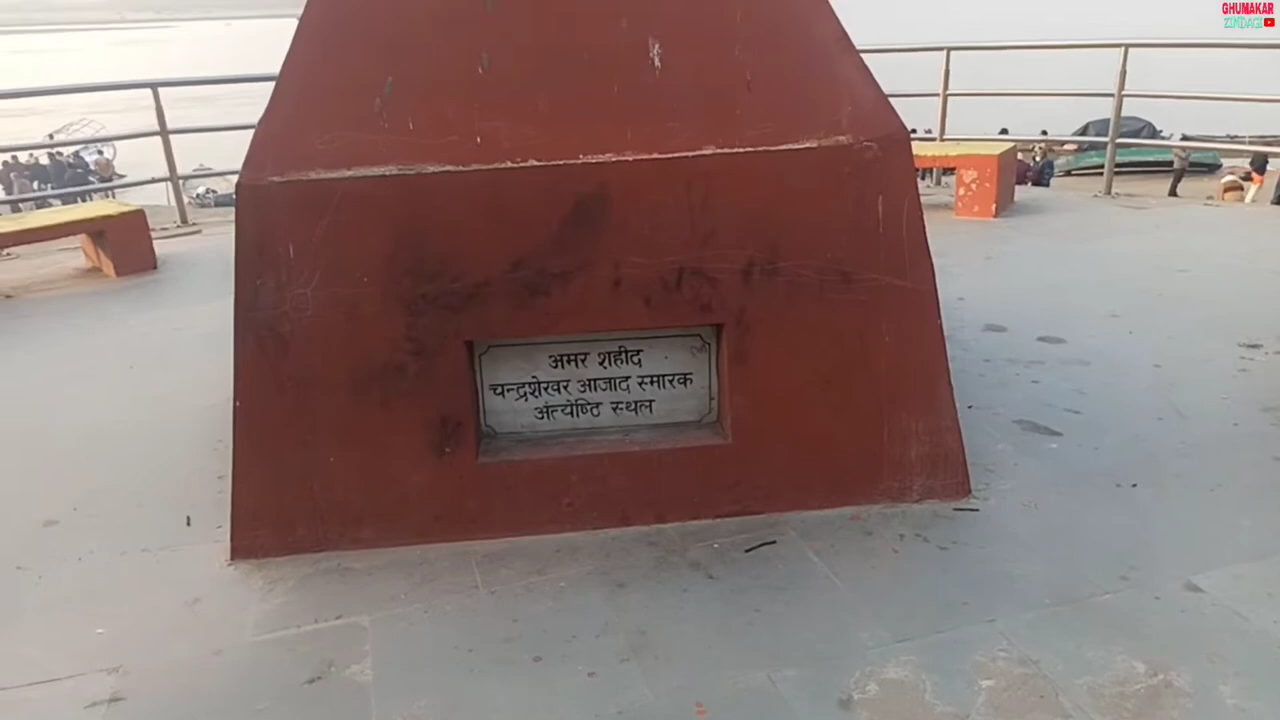 GHUMAKAR
ZINDAGI
अमर शहीद
चन्द्रशेखर आजाद स्मारक
अंत्योष्ठि स्थल